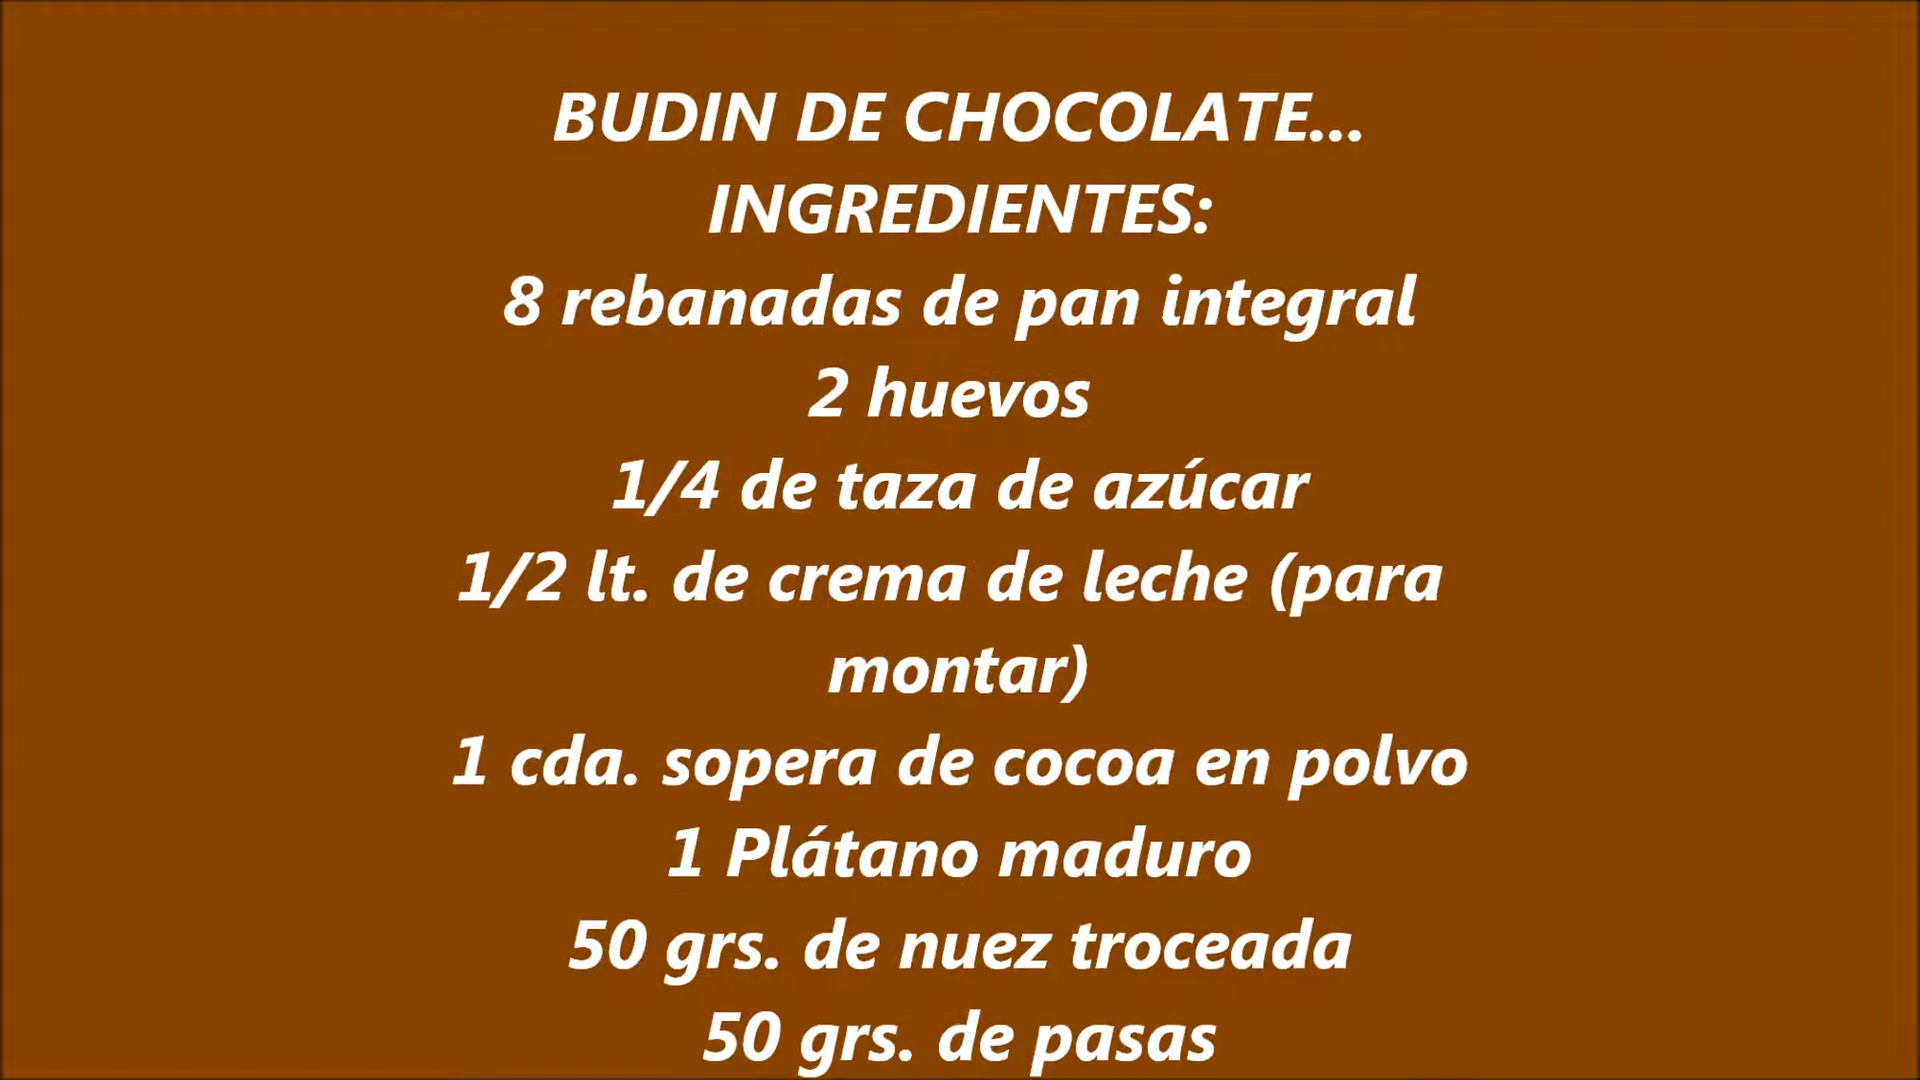 BUDIN DE CHOCOLATE...
INGREDIENTES:
8 rebanadas de pan integral
2 huevos
1/4 de taza de azúcar
1/2 lt. de crema de leche (para
montar)
1 cda. sopera de cocoa en polvo
1 Plátano maduro
50 grs. de nuez troceada
50 grs. de pasas